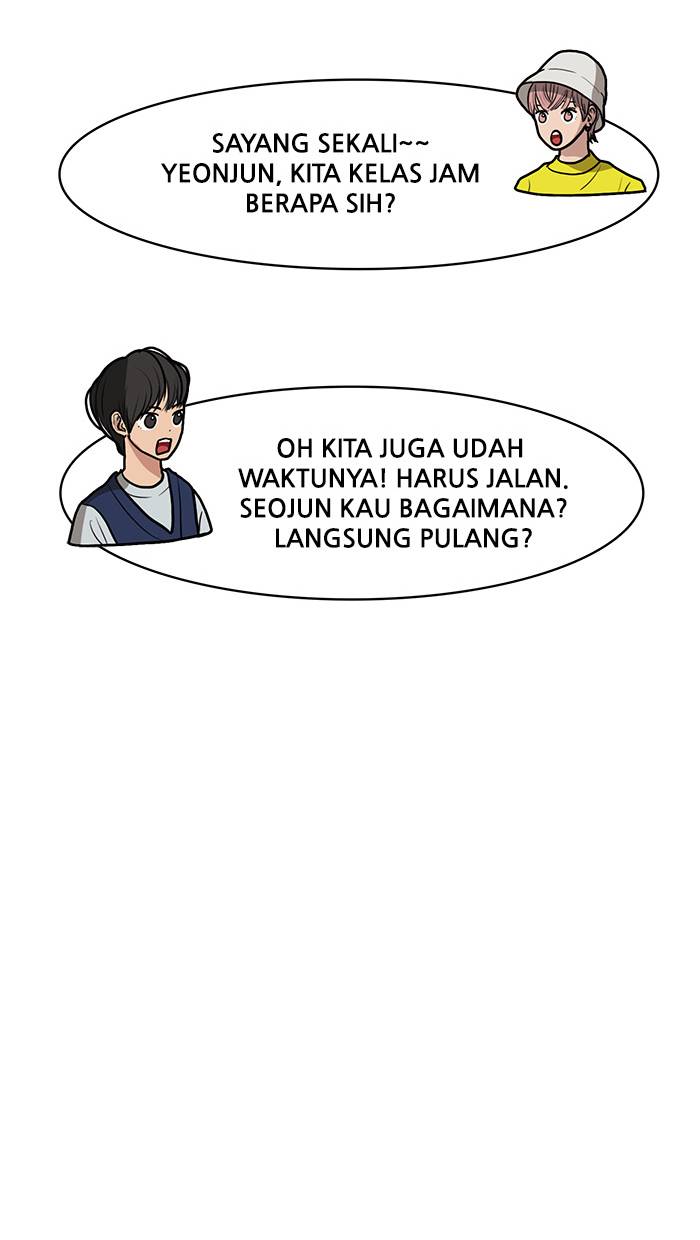 SAYANG SEKALI~~
YEONJUN, KITA KELAS JAM
BERAPA SIH?
OH KITA JUGA UDAH
WAKTUNYA! HARUS JALAN.
SEOJUN KAU BAGAIMANA?
LANGSUNG PULANG?